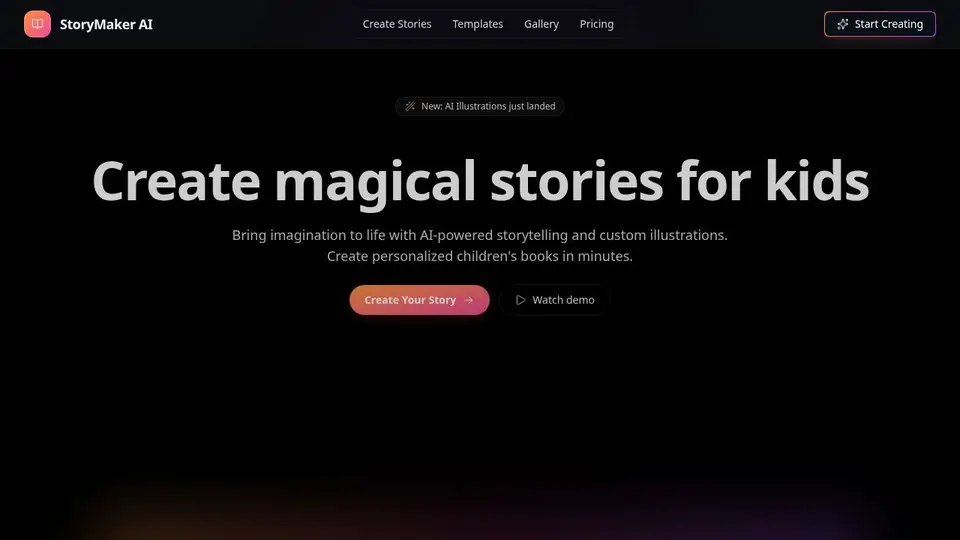 StoryMaker AI
Create Stories
Templates
Gallery
Pricing
Start Creating
New: AI Illustrations just landed
Create magical stories for kids
Bring imagination to life with AI-powered storytelling and custom illustrations.
Create personalized children's books in minutes.
Create Your Story
Watch demo